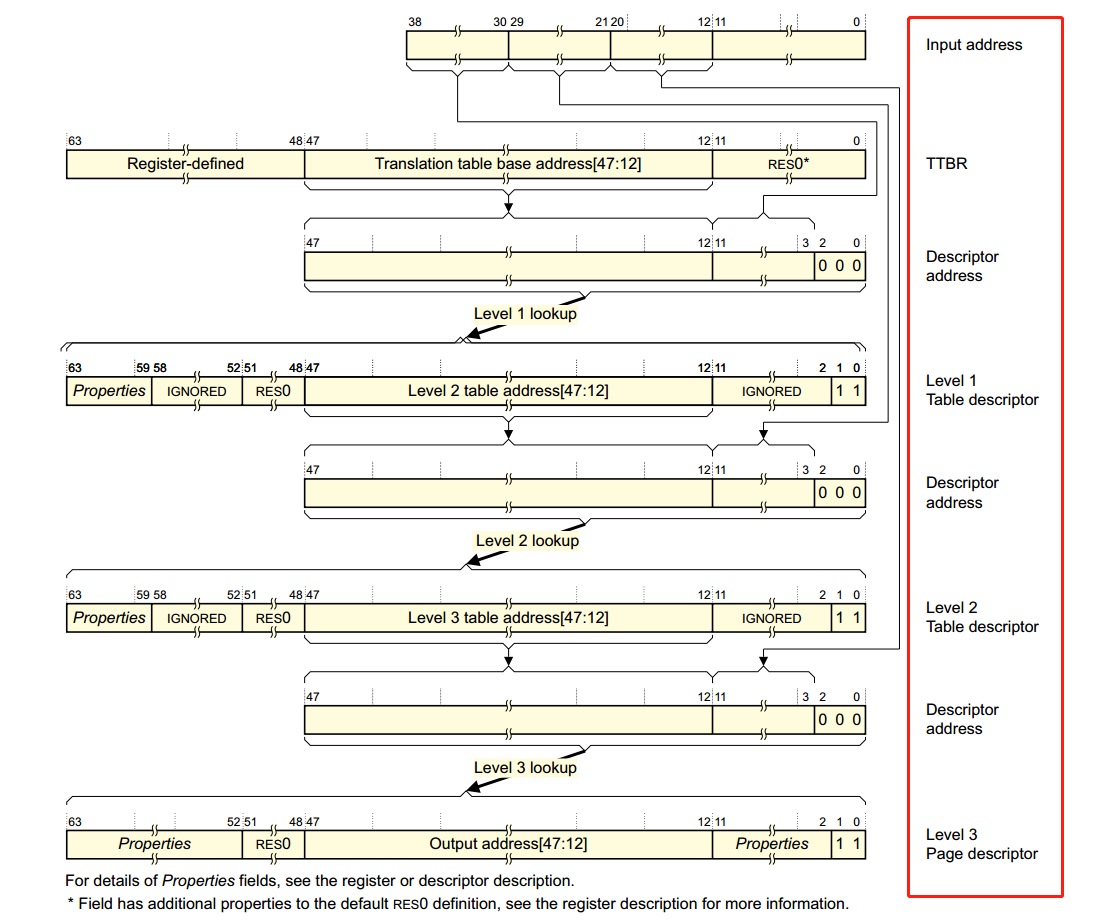 38 30 29 21 20 12 11 0
Input address
63 48 47 12 11 0
Register-defined Translation table base address[47:12] RES0* TTBR
47 12 11 3 2 0
0 0 0
Descriptor
address
Level 1 lookup
63 59 58 52 51 48 47 12 11 2 1 0
Properties IGNORED RES0 Level 2 table address[47:12] IGNORED 1 1
Level 1
Table descriptor
47 12 11 3 2 0
0 0 0
Descriptor
address
Level 2 lookup
63 59 58 52 51 48 47 12 11 2 1 0
Properties IGNORED RES0 Level 3 table address[47:12] IGNORED 1 1
Level 2
Table descriptor
47 12 11 3 2 0
0 0 0
Descriptor
address
Level 3 lookup
63 52 51 48 47 12 11 2 1 0
Properties RES0 Output address[47:12] Properties 1 1
Level 3
Page descriptor
For details of Properties fields, see the register or descriptor description.
* Field has additional properties to the default RES0 definition, see the register description for more information.